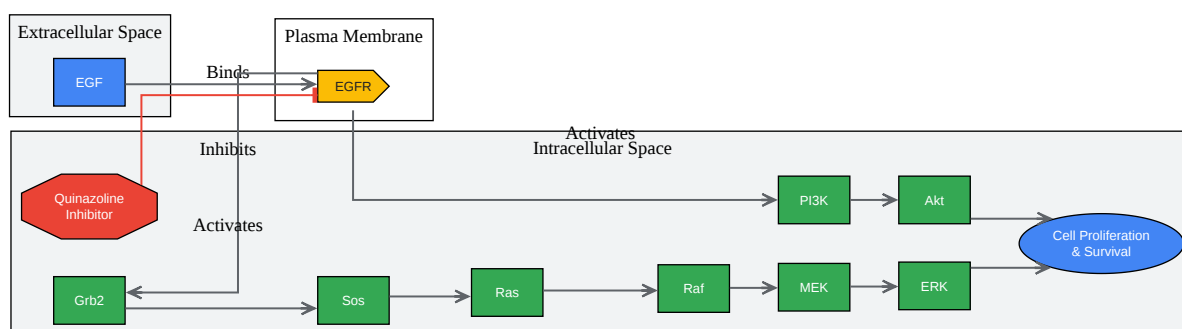 Extracellular Space
Plasma Membrane
EGF
Binds
EGFR
Activates
Inhibits
Intracellular Space
Quinazoline
Inhibitor
PI3K
Akt
Activates
Cell Proliferation
& Survival
Grb2
Sos
Ras
Raf
MEK
ERK